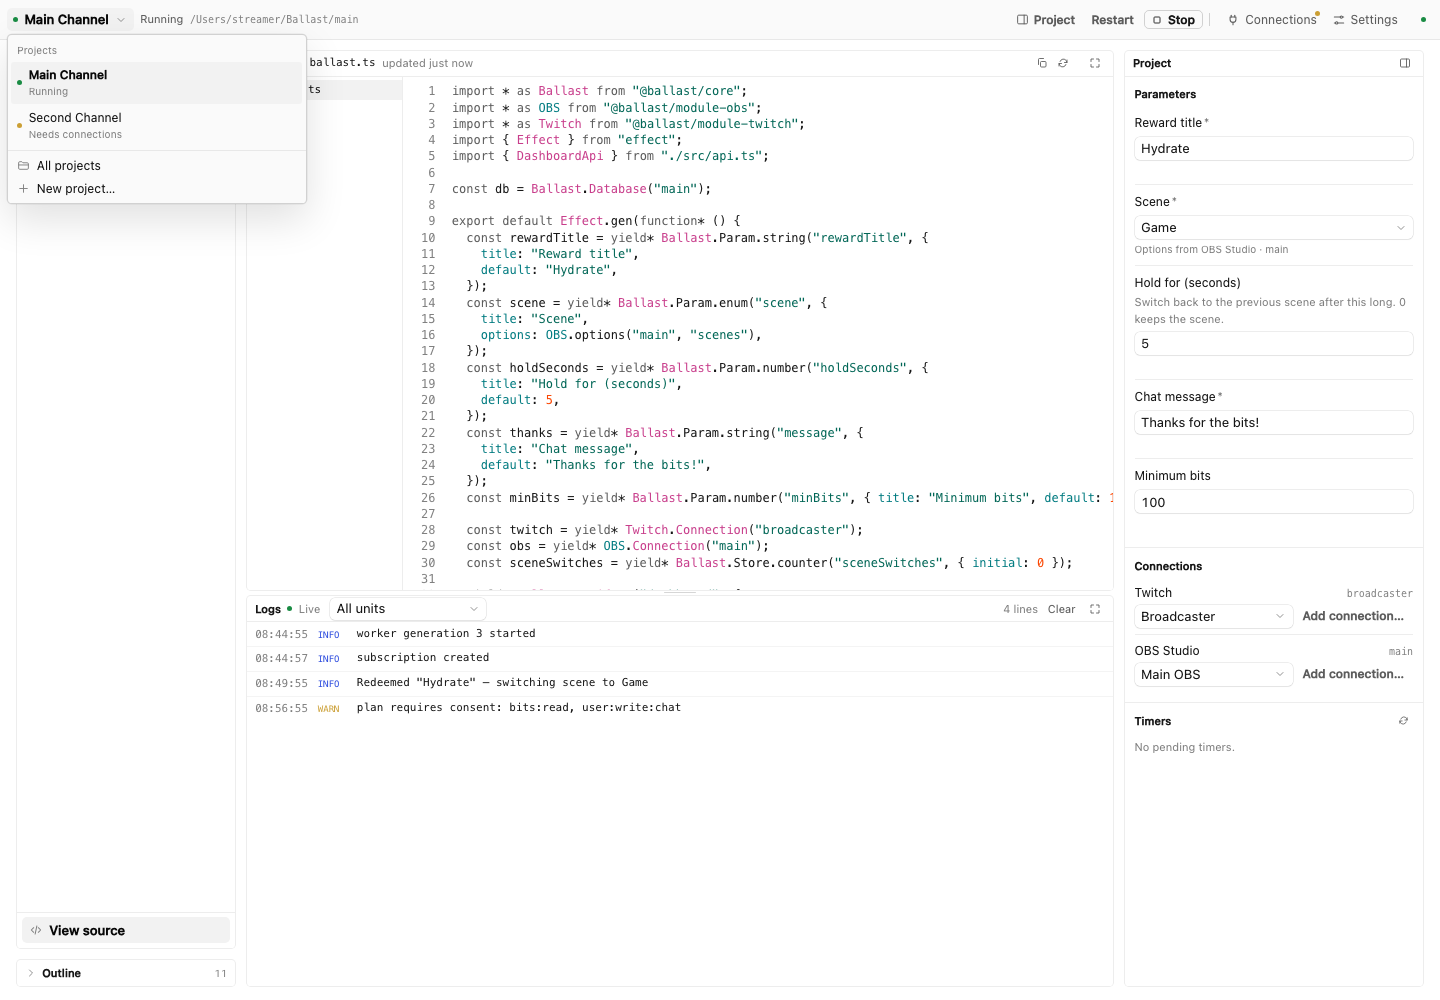 Main Channel
Running /Users/streamer/Ballast/main
Project
Restart
Stop
Connections
Settings
Projects
Main Channel
Running
Second Channel
Needs connections
All projects
New project...
ballast.ts updated just now
ts
1 import * as Ballast from "@ballast/core";
2 import * as OBS from "@ballast/module-obs";
3 import * as Twitch from "@ballast/module-twitch";
4 import { Effect } from "effect";
5 import { DashboardApi } from "./src/api.ts";
6
7 const db = Ballast.Database("main");
8
9 export default Effect.gen(function* () {
10 const rewardTitle = yield* Ballast.Param.string("rewardTitle", {
11 title: "Reward title",
12 default: "Hydrate",
13 });
14 const scene = yield* Ballast.Param.enum("scene", {
15 title: "Scene",
16 options: OBS.options("main", "scenes"),
17 });
18 const holdSeconds = yield* Ballast.Param.number("holdSeconds", {
19 title: "Hold for (seconds)",
20 default: 5,
21 });
22 const thanks = yield* Ballast.Param.string("message", {
23 title: "Chat message",
24 default: "Thanks for the bits!",
25 });
26 const minBits = yield* Ballast.Param.number("minBits", { title: "Minimum bits", default: 1
27
28 const twitch = yield* Twitch.Connection("broadcaster");
29 const obs = yield* OBS.Connection("main");
30 const sceneSwitches = yield* Ballast.Store.counter("sceneSwitches", { initial: 0 });
31
Logs Live All units 4 lines Clear
08:44:55 INFO worker generation 3 started
08:44:57 INFO subscription created
08:49:55 INFO Redeemed "Hydrate" — switching scene to Game
08:56:55 WARN plan requires consent: bits:read, user:write:chat
View source
Outline 11
Project
Parameters
Reward title*
Hydrate
Scene*
Game
Options from OBS Studio · main
Hold for (seconds)
Switch back to the previous scene after this long. 0
keeps the scene.
5
Chat message*
Thanks for the bits!
Minimum bits
100
Connections
Twitch broadcaster
Broadcaster Add connection...
OBS Studio main
Main OBS Add connection...
Timers
No pending timers.